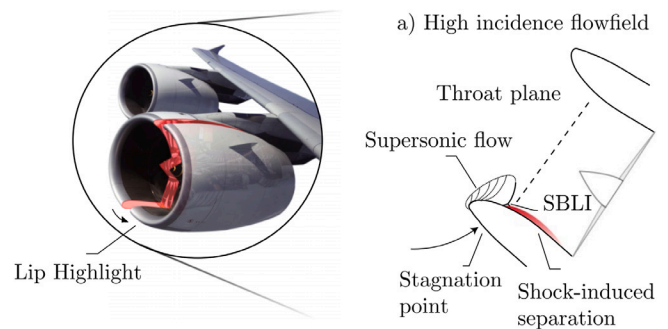 a) High incidence flowfield
Throat plane
Supersonic flow
SBLI
Lip Highlight
Stagnation
point
Shock-induced
separation